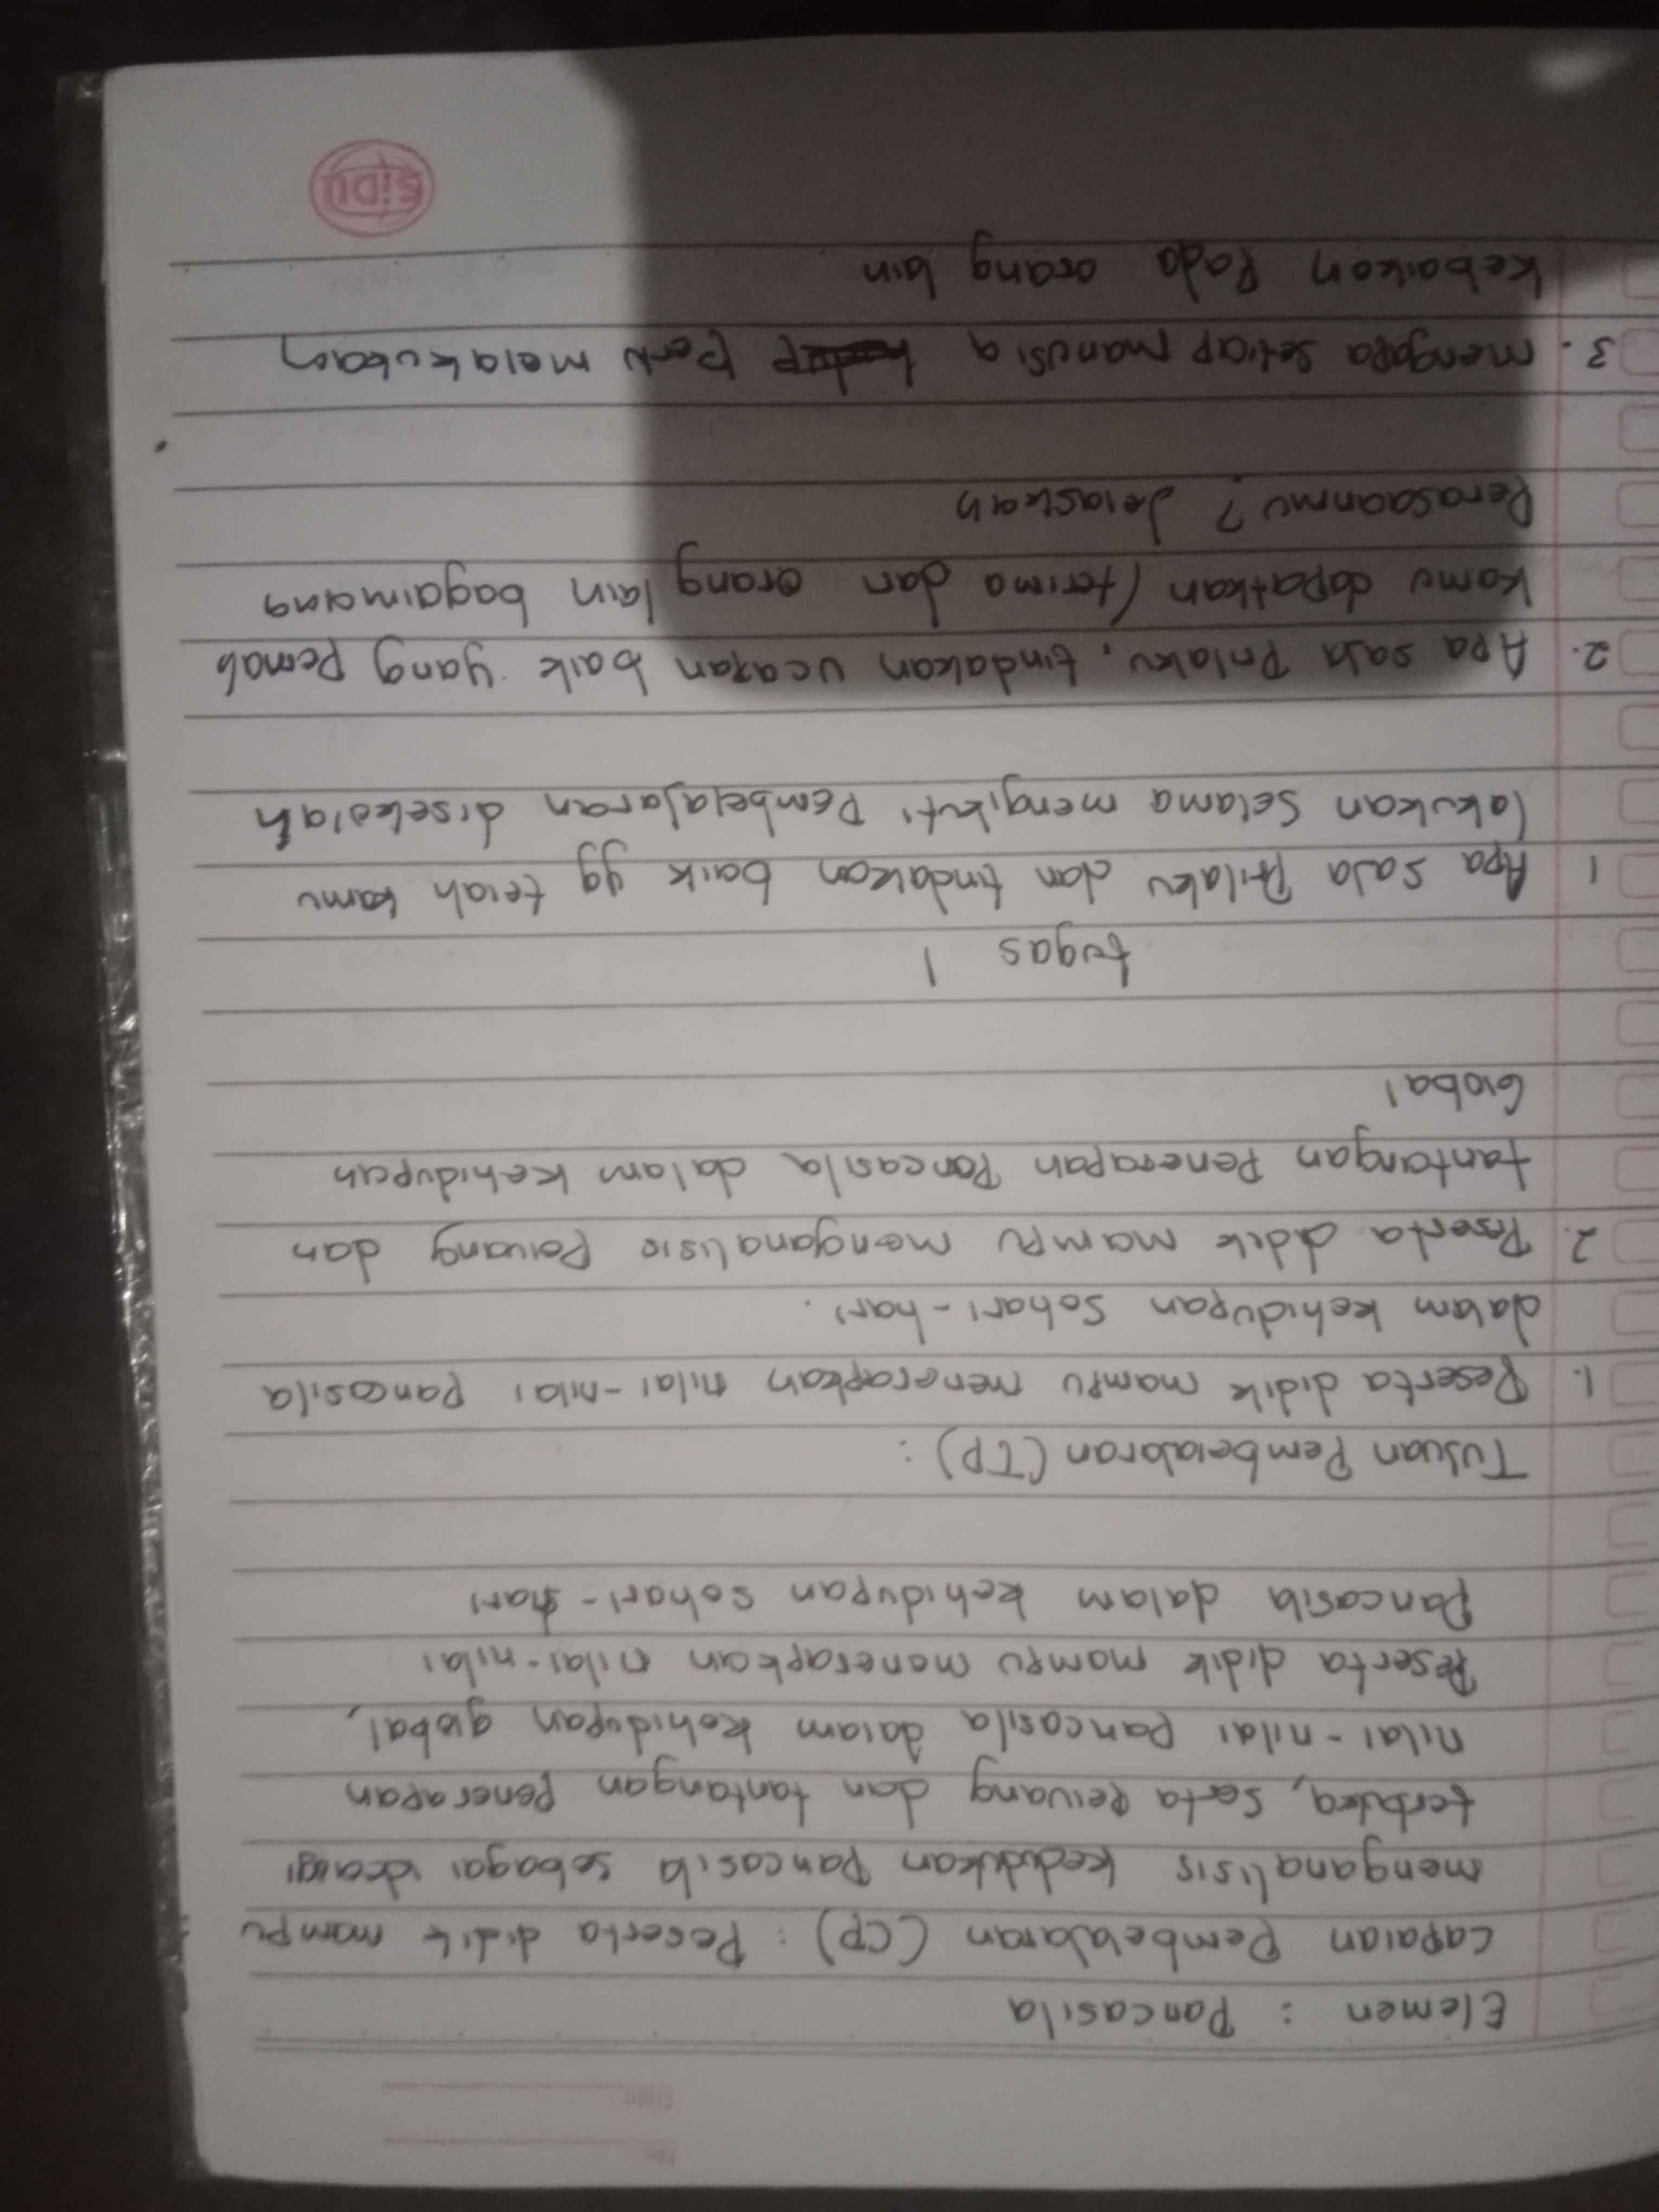 No.
Date
Elemen : Pancasila
Capaian Pembelajaran (CP) : Peserta didik mampu
menganalisis kedudukan Pancasila sebagai ideologi
terbuka, serta peluang dan tantangan penerapan
nilai-nilai Pancasila dalam kehidupan global,
Peserta didik mampu menerapkan nilai-nilai
Pancasila dalam kehidupan sehari-hari
Tujuan Pembelajaran (TP) :
1. Peserta didik mampu menerapkan nilai-nilai Pancasila
dalam kehidupan sehari-hari.
2. Peserta didik mampu menganalisis Peluang dan
tantangan Penerapan Pancasila dalam kehidupan
Global
tugas 1
1 Apa saja Prilaku dan tindakan baik yg telah kamu
lakukan Selama mengikuti Pembelajaran disekolah
2. Apa saja Prilaku, tindakan ucapan baik yang Pernah
kamu dapatkan /terima dari orang lain bagaimana
Perasaanmu? Jelaskan
3. mengapa setiap manusia perlu melakukan
kebaikan Pada orang lain
SiDU